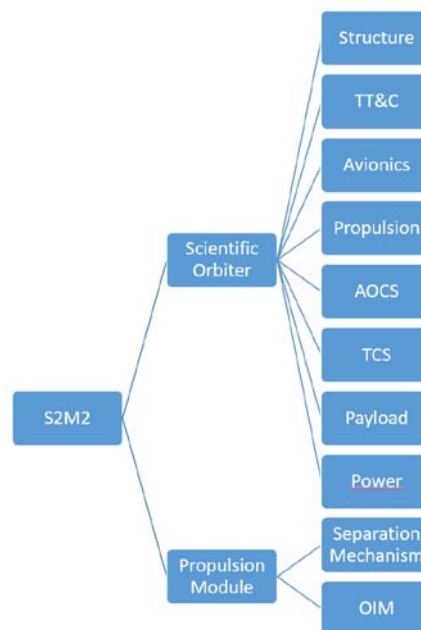 S2M2
Scientific
Orbiter
Structure
TT&C
Avionics
Propulsion
AOCS
TCS
Payload
Power
Propulsion
Module
Separation
Mechanism
OIM